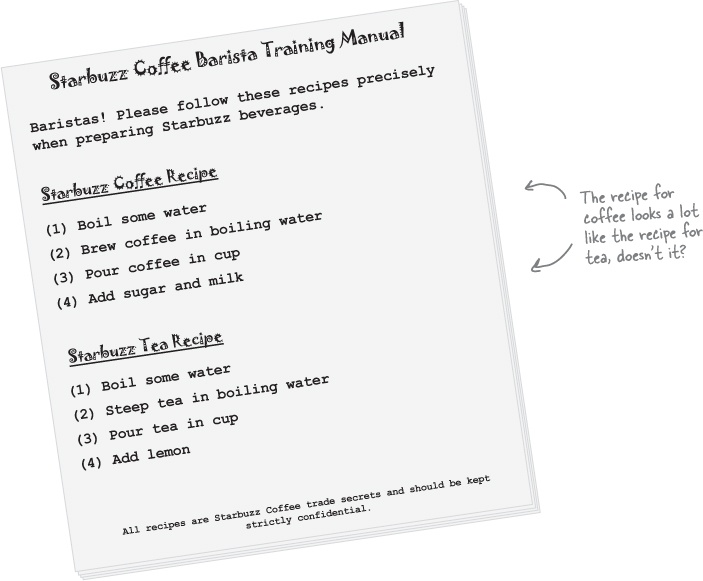 Starbuzz Coffee Barista Training Manual
Baristas! Please follow these recipes precisely
when preparing Starbuzz beverages.
Starbuzz Coffee Recipe
(1) Boil some water
(2) Brew coffee in boiling water
(3) Pour coffee in cup
(4) Add sugar and milk
Starbuzz Tea Recipe
(1) Boil some water
(2) Steep tea in boiling water
(3) Pour tea in cup
(4) Add lemon
All recipes are Starbuzz Coffee trade secrets and should be kept
strictly confidential.
The recipe for
coffee looks a lot
like the recipe for
tea, doesn't it?